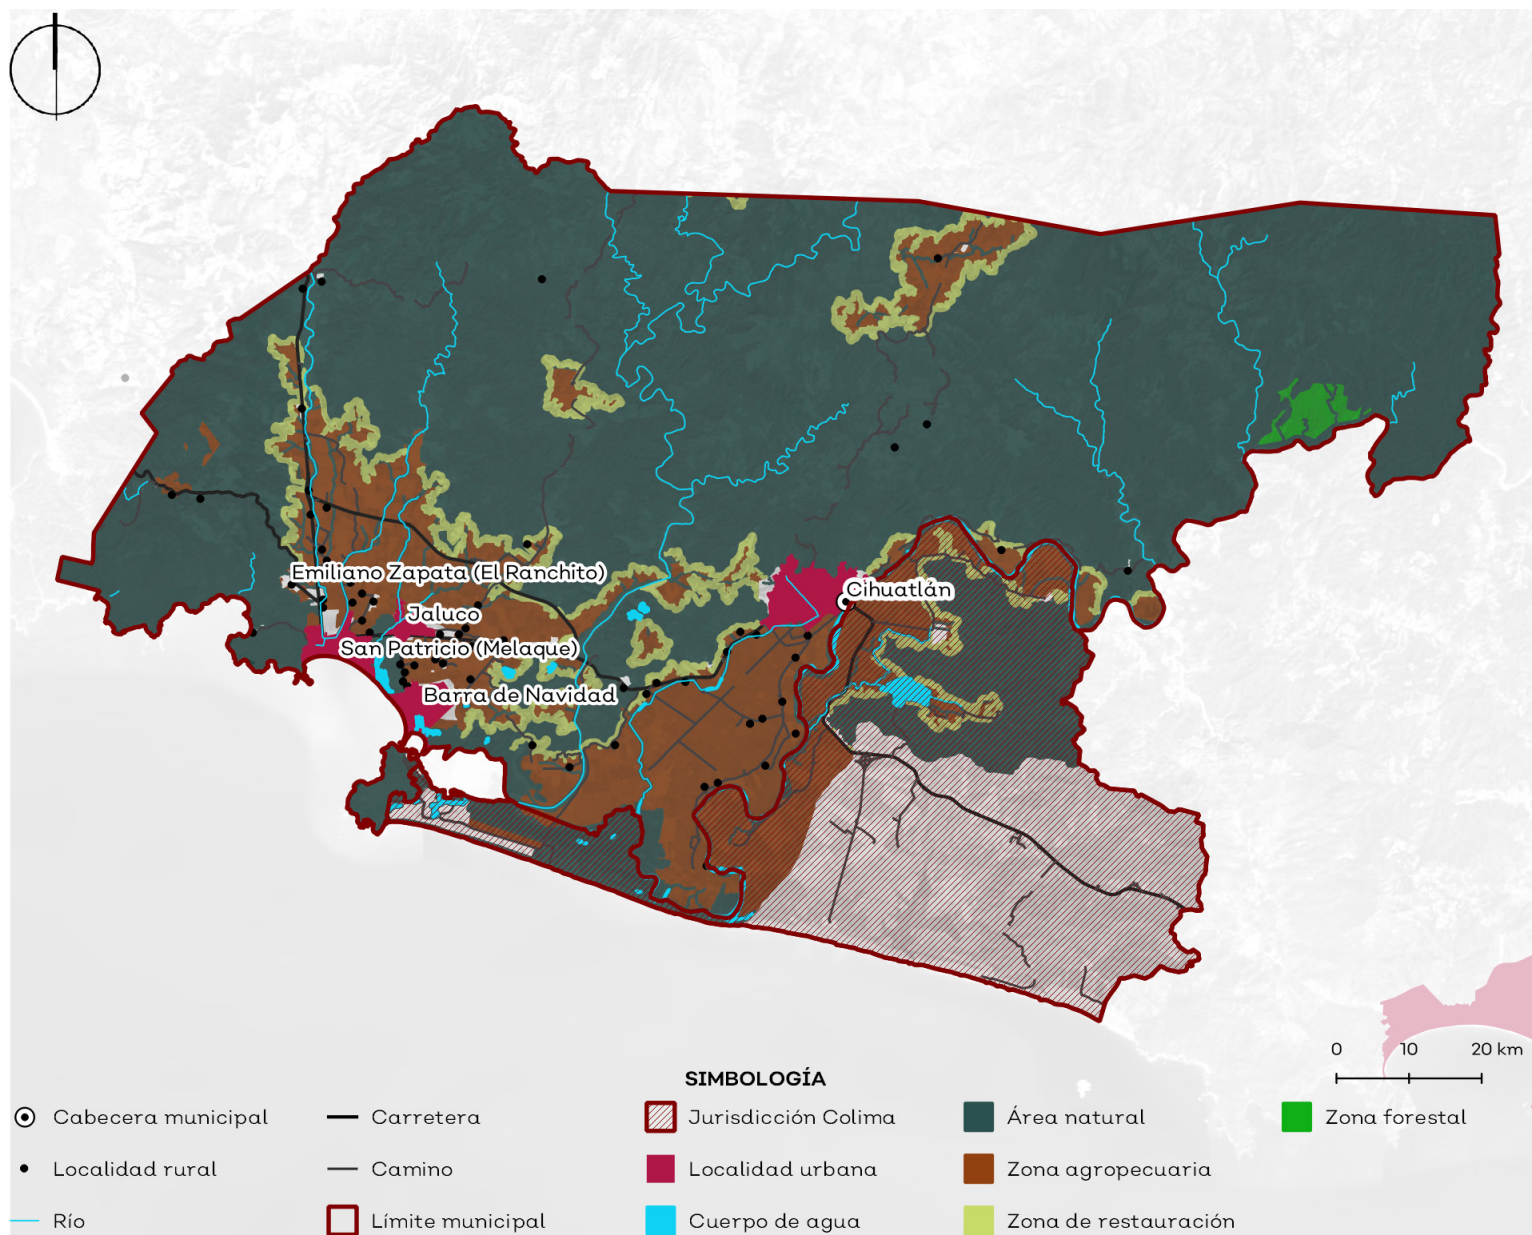 Emiliano Zapata (El Ranchito)
Cihuatlán
Jaluco
San Patricio (Melaque)
Barra de Navidad
0 10 20 km
SIMBOLOGÍA
Cabecera municipal
Carretera
Jurisdicción Colima
Área natural
Zona forestal
Localidad rural
Camino
Localidad urbana
Zona agropecuaria
Río
Límite municipal
Cuerpo de agua
Zona de restauración